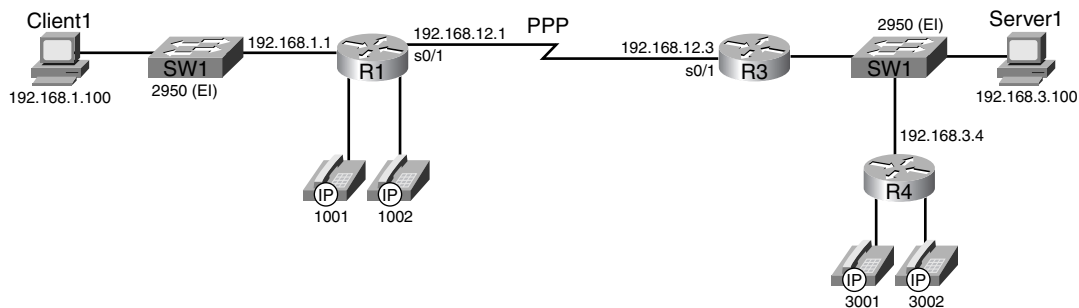 Client1
192.168.1.100
SW1
2950 (EI)
192.168.1.1
R1
192.168.12.1
s0/1
PPP
192.168.12.3
s0/1
R3
2950 (EI)
SW1
Server1
192.168.3.100
192.168.3.4
R4
IP
1001
IP
1002
IP
3001
IP
3002